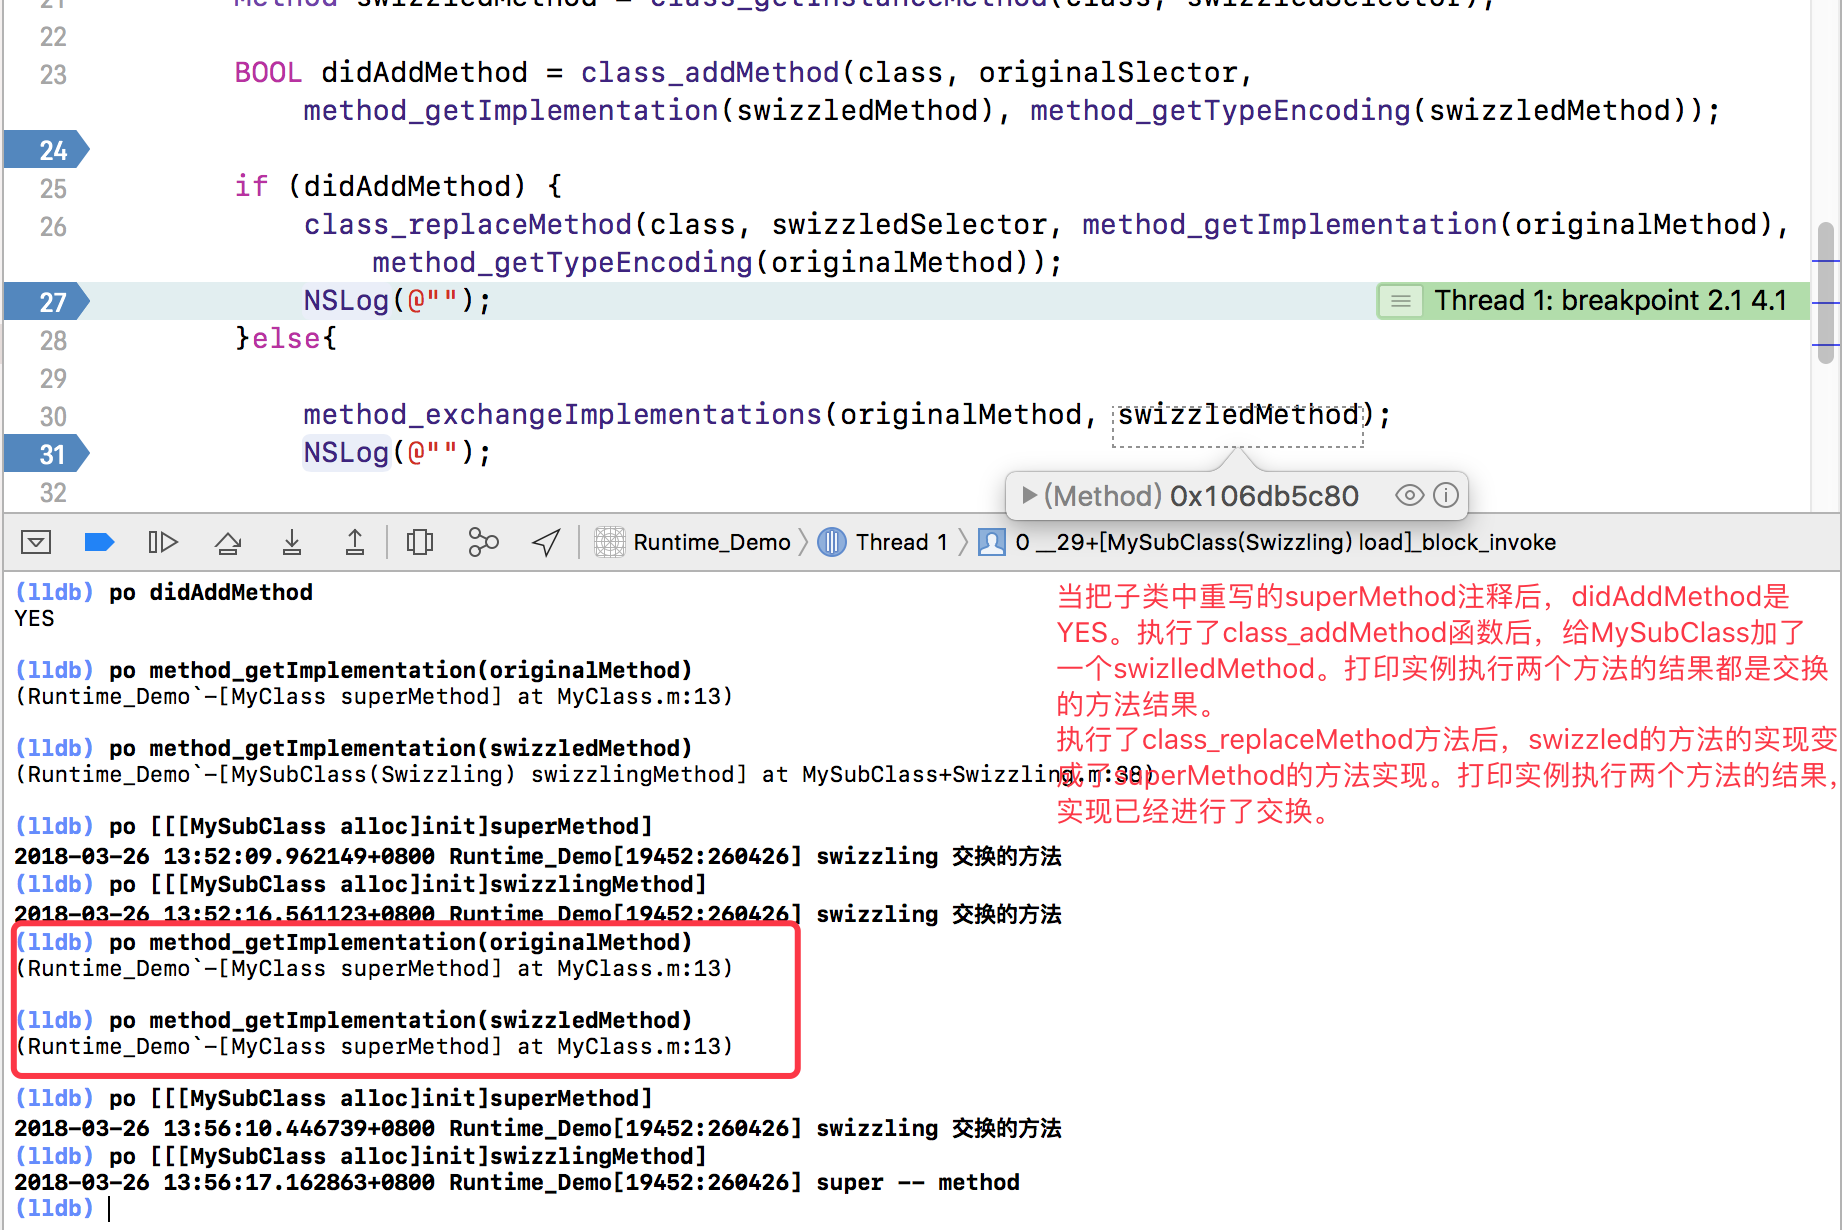 21 Method swizzledMethod = class_getInstanceMethod(class, swizzledSelector);
22
23 BOOL didAddMethod = class_addMethod(class, originalSlector,
method_getImplementation(swizzledMethod), method_getTypeEncoding(swizzledMethod));
24
25 if (didAddMethod) {
26 class_replaceMethod(class, swizzledSelector, method_getImplementation(originalMethod),
method_getTypeEncoding(originalMethod));
27 NSLog(@""); Thread 1: breakpoint 2.1 4.1
28 }else{
29
30 method_exchangeImplementations(originalMethod, swizzledMethod);
31 NSLog(@"");
32
(Method) 0x106db5c80
Runtime_Demo Thread 1 0 __29+[MySubClass(Swizzling) load]_block_invoke
(lldb) po didAddMethod
YES
(lldb) po method_getImplementation(originalMethod)
(Runtime_Demo`-[MyClass superMethod] at MyClass.m:13)
(lldb) po method_getImplementation(swizzledMethod)
(Runtime_Demo`-[MySubClass(Swizzling) swizzlingMethod] at MySubClass+Swizzling.m:38)
(lldb) po [[[MySubClass alloc]init]superMethod]
2018-03-26 13:52:09.962149+0800 Runtime_Demo[19452:260426] swizzling 交换的方法
(lldb) po [[[MySubClass alloc]init]swizzlingMethod]
2018-03-26 13:52:16.561123+0800 Runtime_Demo[19452:260426] swizzling 交换的方法
(lldb) po method_getImplementation(originalMethod)
(Runtime_Demo`-[MyClass superMethod] at MyClass.m:13)
(lldb) po method_getImplementation(swizzledMethod)
(Runtime_Demo`-[MyClass superMethod] at MyClass.m:13)
(lldb) po [[[MySubClass alloc]init]superMethod]
2018-03-26 13:56:10.446739+0800 Runtime_Demo[19452:260426] swizzling 交换的方法
(lldb) po [[[MySubClass alloc]init]swizzlingMethod]
2018-03-26 13:56:17.162863+0800 Runtime_Demo[19452:260426] super -- method
(lldb)
当把子类中重写的superMethod注释后，didAddMethod是
YES。执行了class_addMethod函数后，给MySubClass加了
一个swizlledMethod。打印实例执行两个方法的结果都是交换
的方法结果。
执行了class_replaceMethod方法后，swizzled的方法的实现变
成了superMethod的方法实现。打印实例执行两个方法的结果，
实现已经进行了交换。